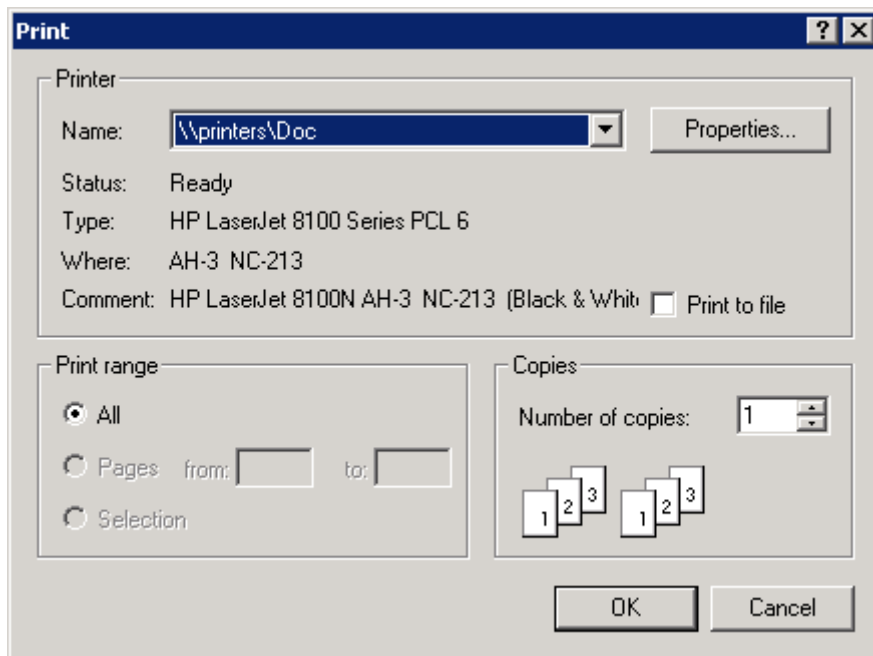 Print
Printer
Name: \\printers\Doc Properties...
Status: Ready
Type: HP LaserJet 8100 Series PCL 6
Where: AH-3 NC-213
Comment: HP LaserJet 8100N AH-3 NC-213 (Black & Whit Print to file
Print range
All
Pages from: to:
Selection
Copies
Number of copies: 1
1 2 3 1 2 3
OK Cancel